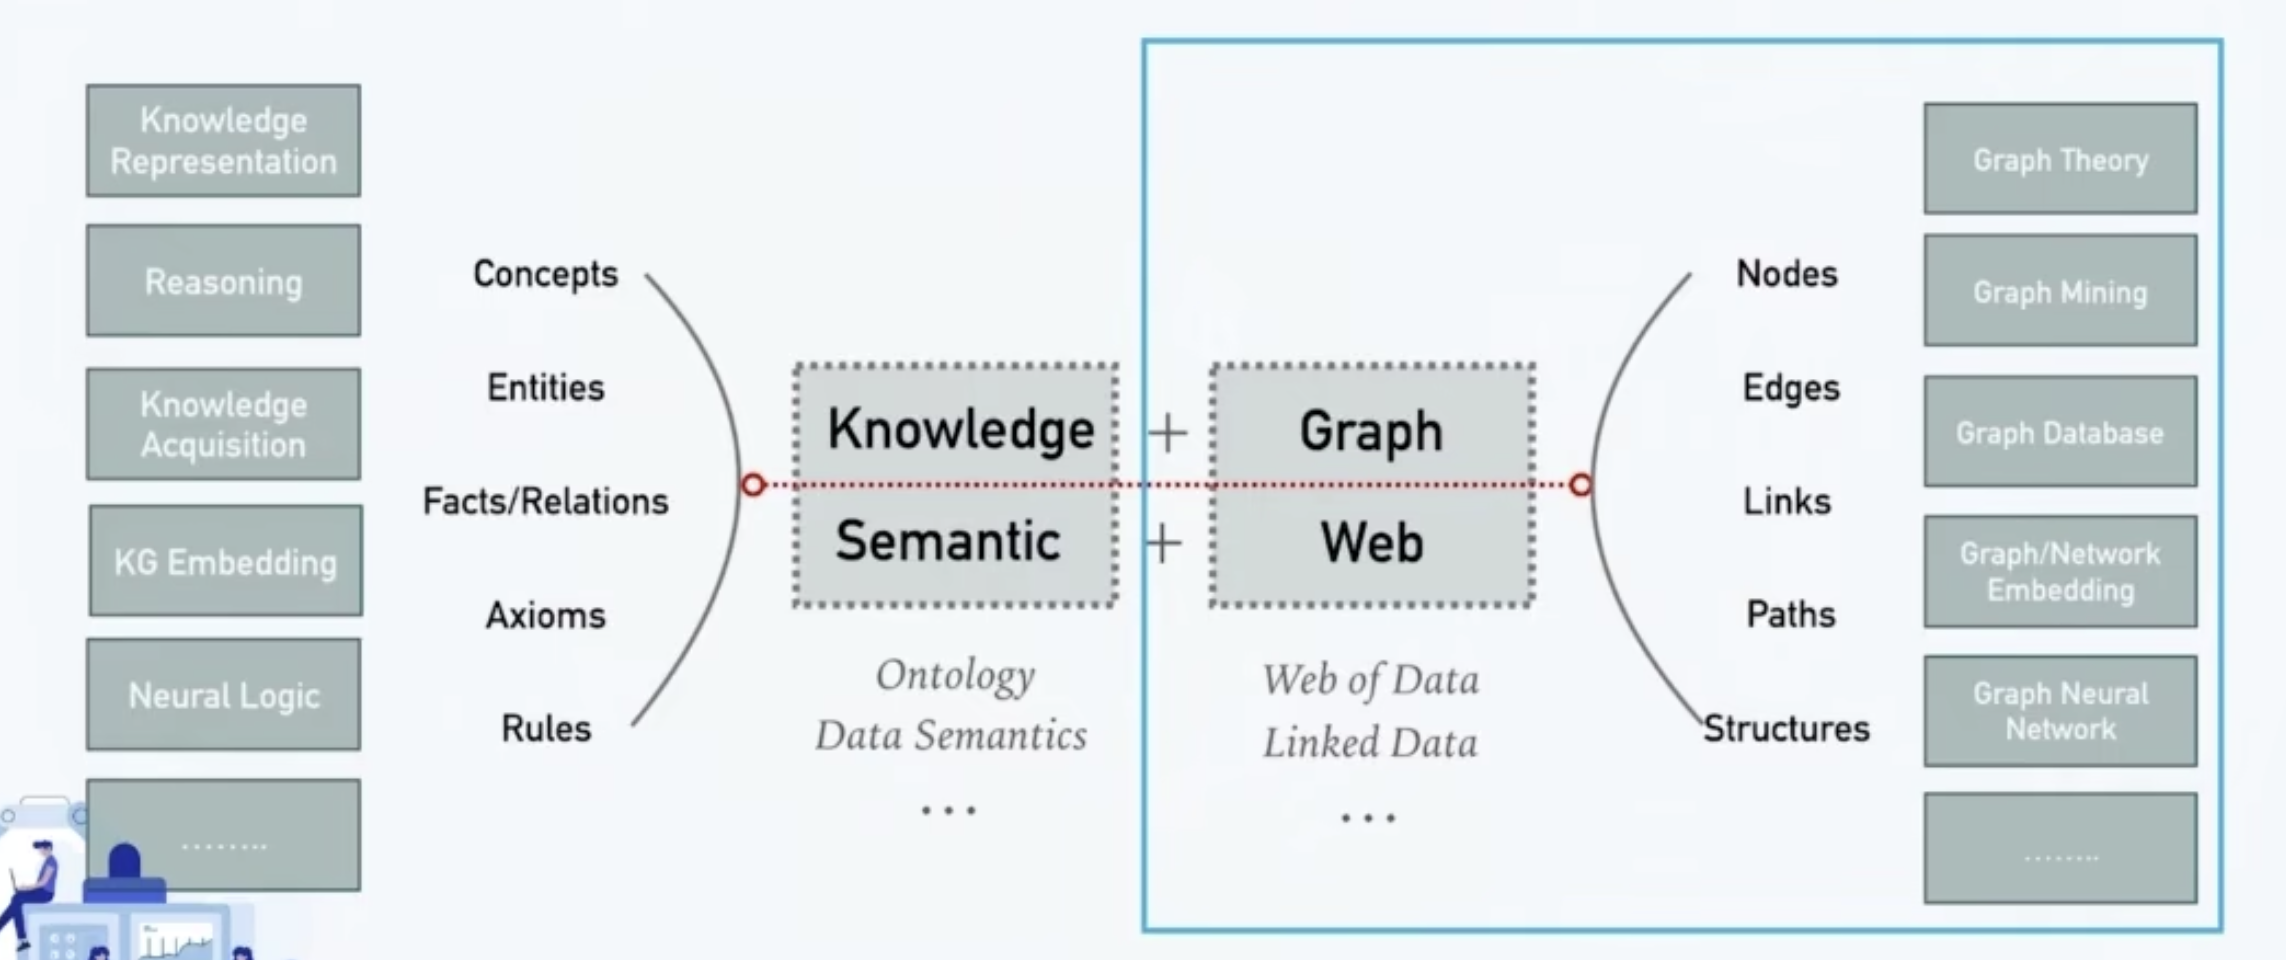 Knowledge
Representation
Reasoning
Knowledge
Acquisition
KG Embedding
Neural Logic
........
Concepts
Entities
Facts/Relations
Axioms
Rules
Knowledge + Graph
Semantic + Web
Ontology
Data Semantics
...
Web of Data
Linked Data
...
Nodes
Edges
Links
Paths
Structures
Graph Theory
Graph Mining
Graph Database
Graph/Network
Embedding
Graph Neural
Network
........